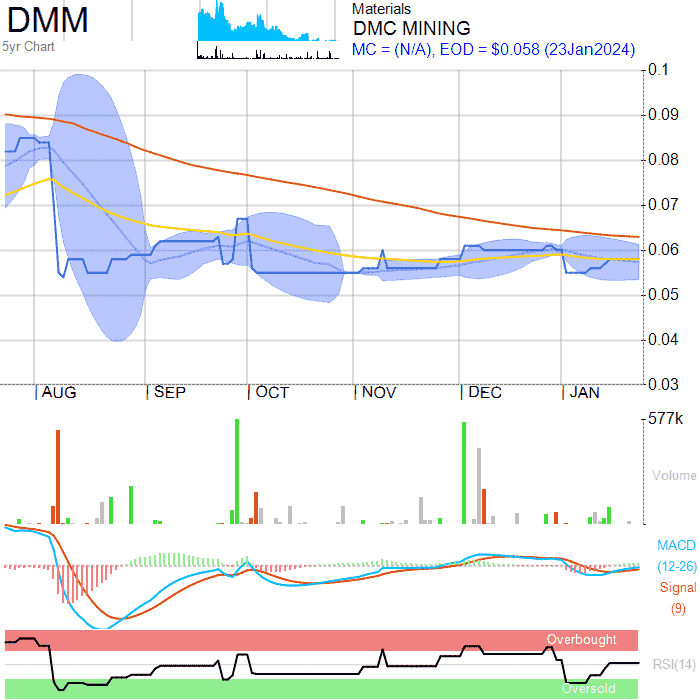 DMM
5yr Chart
Materials
DMC MINING
MC = (N/A), EOD = $0.058 (23Jan2024)
0.1
0.09
0.08
0.07
0.06
0.05
0.04
0.03
AUG
SEP
OCT
NOV
DEC
JAN
577k
Volume
MACD
(12-26)
Signal
(9)
Overbought
RSI(14)
Oversold